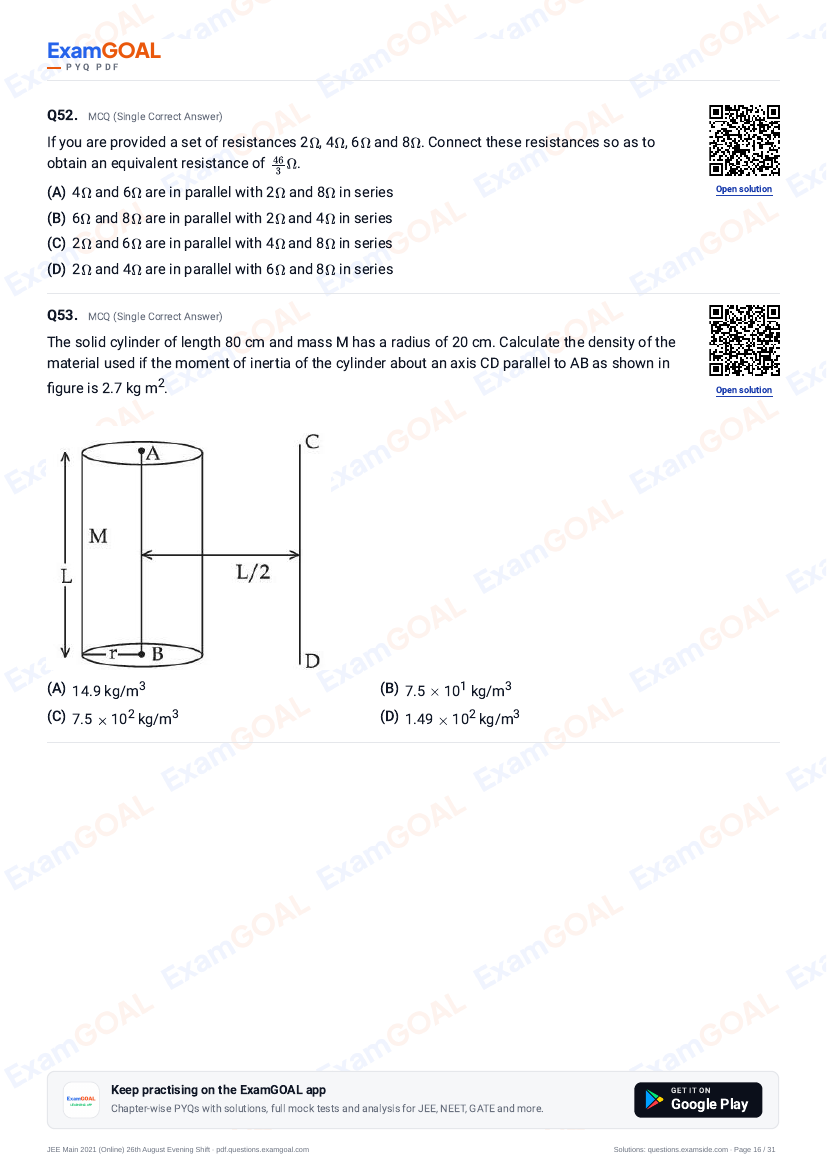 ExamGOAL
PYQ PDF
Q52. MCQ (Single Correct Answer)
If you are provided a set of resistances 2Ω, 4Ω, 6Ω and 8Ω. Connect these resistances so as to
obtain an equivalent resistance of 46/3 Ω.
(A) 4Ω and 6Ω are in parallel with 2Ω and 8Ω in series
(B) 6Ω and 8Ω are in parallel with 2Ω and 4Ω in series
(C) 2Ω and 6Ω are in parallel with 4Ω and 8Ω in series
(D) 2Ω and 4Ω are in parallel with 6Ω and 8Ω in series
Open solution
Q53. MCQ (Single Correct Answer)
The solid cylinder of length 80 cm and mass M has a radius of 20 cm. Calculate the density of the
material used if the moment of inertia of the cylinder about an axis CD parallel to AB as shown in
figure is 2.7 kg m².
Open solution
A
C
M
L
L/2
r
B
D
(A) 14.9 kg/m³
(B) 7.5 × 10¹ kg/m³
(C) 7.5 × 10² kg/m³
(D) 1.49 × 10² kg/m³
ExamGOAL
Keep practising on the ExamGOAL app
Chapter-wise PYQs with solutions, full mock tests and analysis for JEE, NEET, GATE and more.
GET IT ON
Google Play
JEE Main 2021 (Online) 26th August Evening Shift · pdf.questions.examgoal.com
Solutions: questions.examside.com · Page 16 / 31